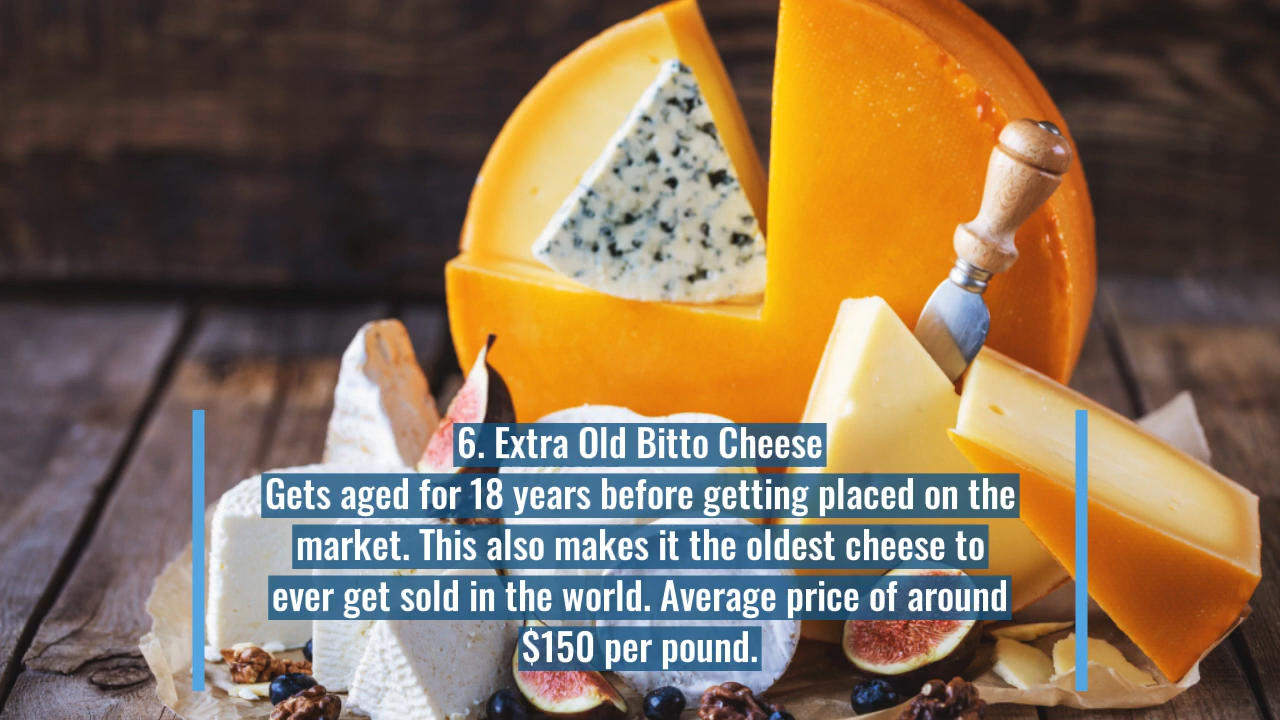 6. Extra Old Bitto Cheese
Gets aged for 18 years before getting placed on the
market. This also makes it the oldest cheese to
ever get sold in the world. Average price of around
$150 per pound.